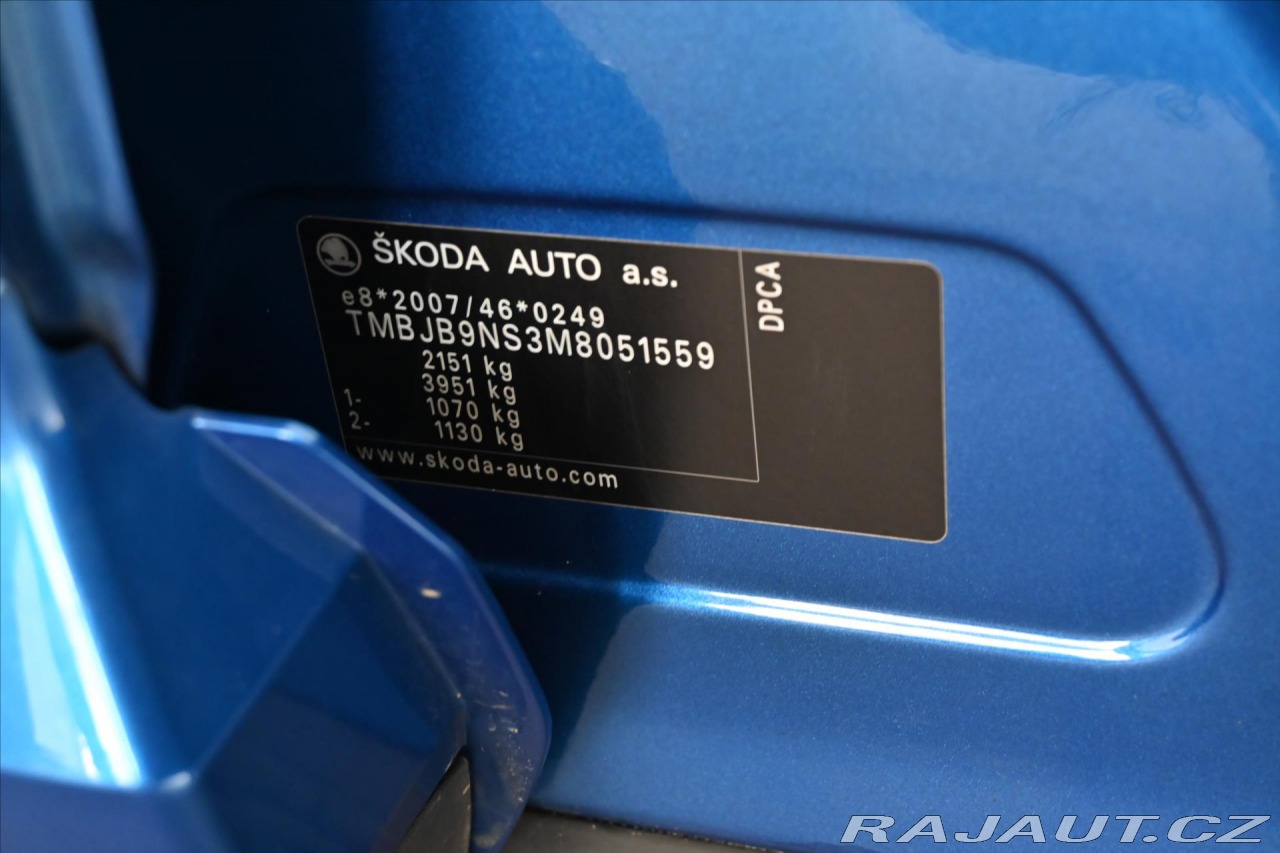 ŠKODA AUTO a.s.
e8*2007/46*0249
TMBJB9NS3M8051559
2151 kg
3951 kg
1- 1070 kg
2- 1130 kg
www.skoda-auto.com
DPCA
RAJAUT.CZ